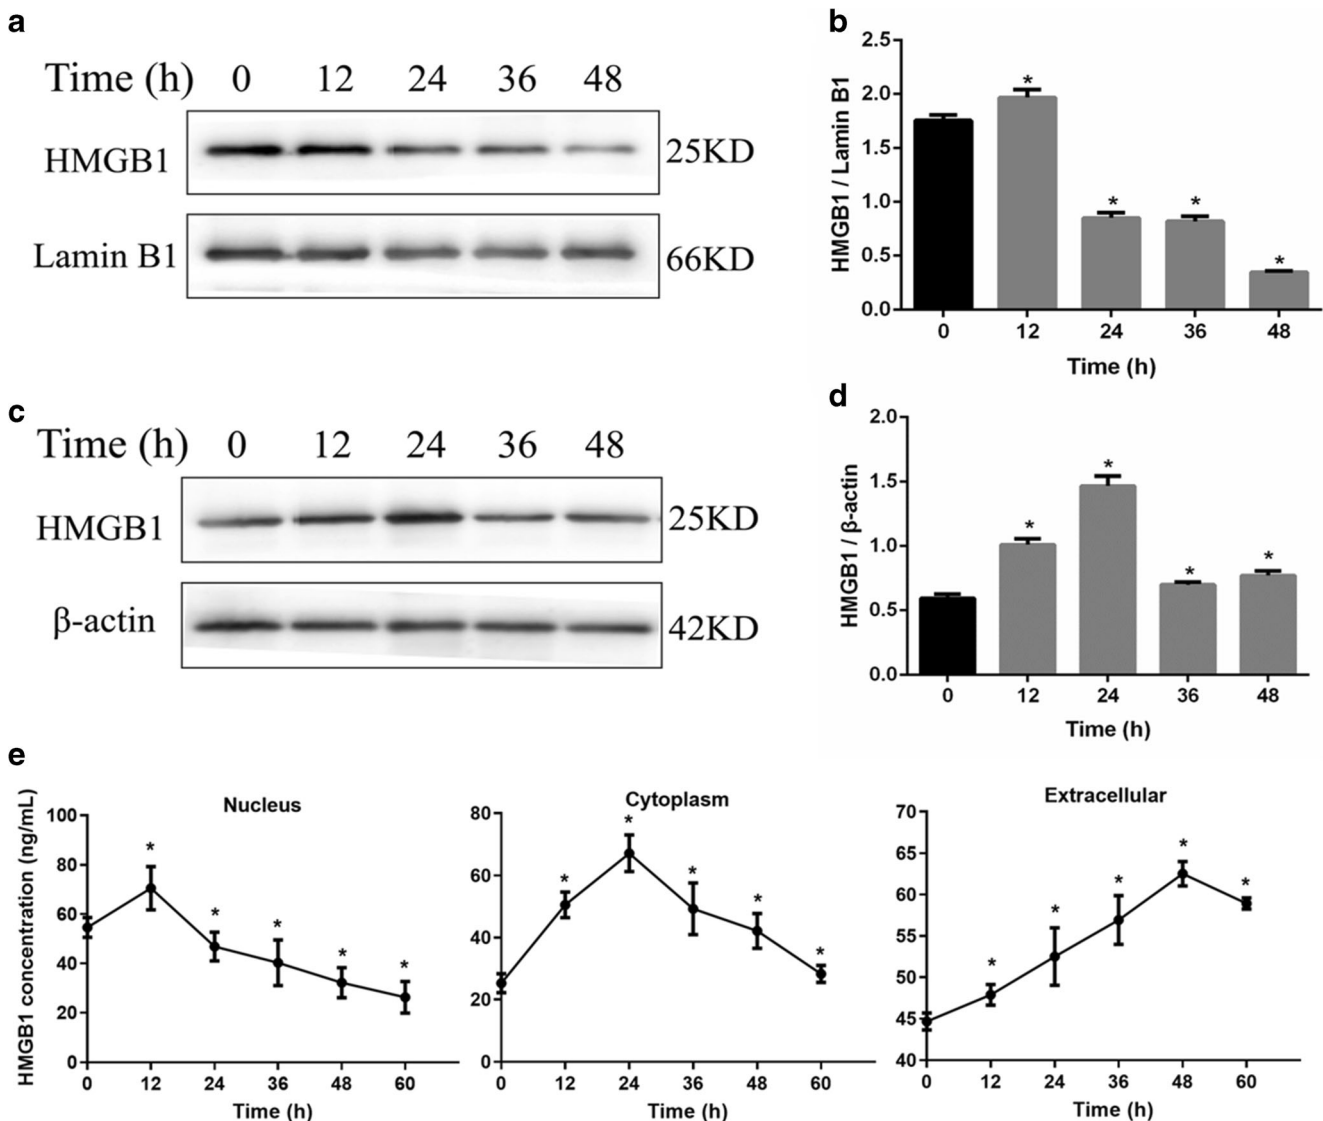 a
Time (h) 0 12 24 36 48
HMGB1 25KD
Lamin B1 66KD
b
HMGB1 / Lamin B1
2.5
2.0
1.5
1.0
0.5
0.0
*
* *
*
0 12 24 36 48
Time (h)
c
Time (h) 0 12 24 36 48
HMGB1 25KD
β-actin 42KD
d
HMGB1 / β-actin
2.0
1.5
1.0
0.5
0.0
* * * *
0 12 24 36 48
Time (h)
e
Nucleus
HMGB1 concentration (ng/mL)
100
80
60
40
20
0
* * * * *
0 12 24 36 48 60
Time (h)
Cytoplasm
80
60
40
20
0
* * * * *
0 12 24 36 48 60
Time (h)
Extracellular
70
65
60
55
50
45
40
* * * * *
0 12 24 36 48 60
Time (h)